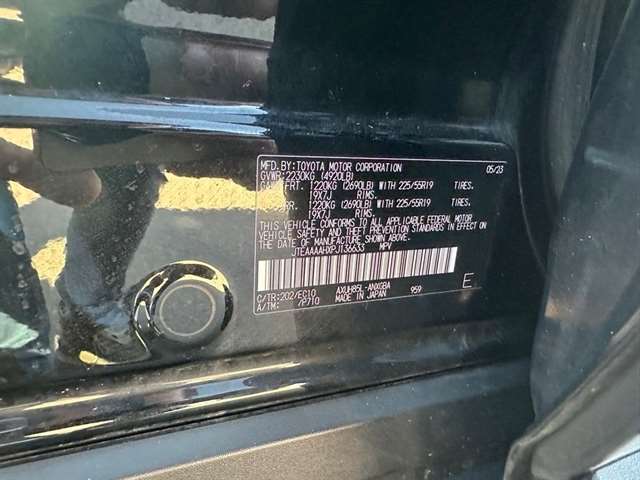 MFD. BY: TOYOTA MOTOR CORPORATION 05/23
GVWR: 2230KG (4920LB)
GAWR FRT. 1220KG (2690LB) WITH 225/55R19 TIRES.
19X7J RIMS.
RR. 1220KG (2690LB) WITH 225/55R19 TIRES.
19X7J RIMS.
THIS VEHICLE CONFORMS TO ALL APPLICABLE FEDERAL MOTOR
VEHICLE SAFETY AND THEFT PREVENTION STANDARDS IN EFFECT
ON THE DATE OF MANUFACTURE SHOWN ABOVE.
JTEAAAAHXPJ136633 MPV
C/TR: 202/EC10 AXUH85L-ANXGBA 959 E
A/TM: /P710 MADE IN JAPAN